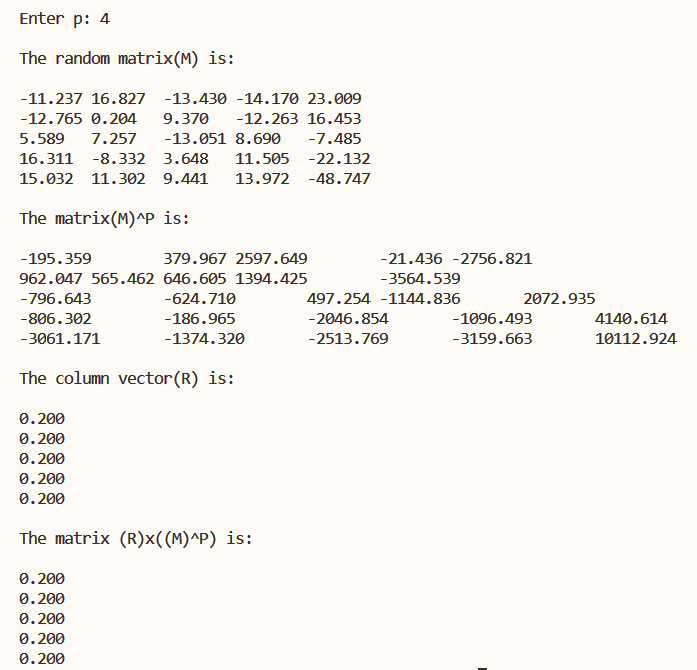 Enter p: 4
The random matrix(M) is:
-11.237 16.827 -13.430 -14.170 23.009
-12.765 0.204 9.370 -12.263 16.453
5.589 7.257 -13.051 8.690 -7.485
16.311 -8.332 3.648 11.505 -22.132
15.032 11.302 9.441 13.972 -48.747
The matrix(M)^P is:
-195.359 379.967 2597.649 -21.436 -2756.821
962.047 565.462 646.605 1394.425 -3564.539
-796.643 -624.710 497.254 -1144.836 2072.935
-806.302 -186.965 -2046.854 -1096.493 4140.614
-3061.171 -1374.320 -2513.769 -3159.663 10112.924
The column vector(R) is:
0.200
0.200
0.200
0.200
0.200
The matrix (R)x((M)^P) is:
0.200
0.200
0.200
0.200
0.200